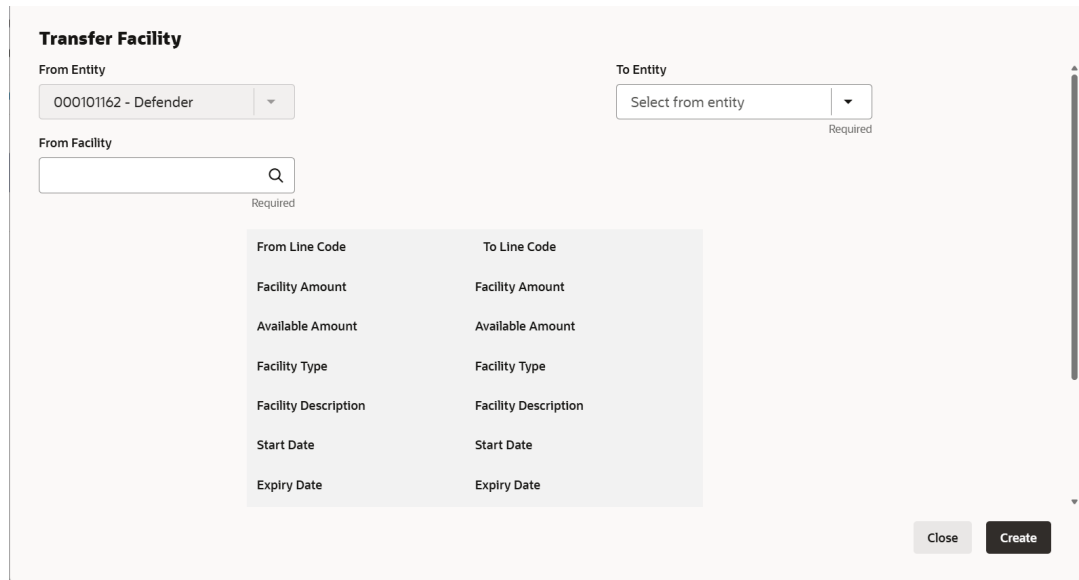 Transfer Facility
From Entity To Entity
000101162 - Defender Select from entity
Required
From Facility
Required
From Line Code To Line Code
Facility Amount Facility Amount
Available Amount Available Amount
Facility Type Facility Type
Facility Description Facility Description
Start Date Start Date
Expiry Date Expiry Date
Close Create